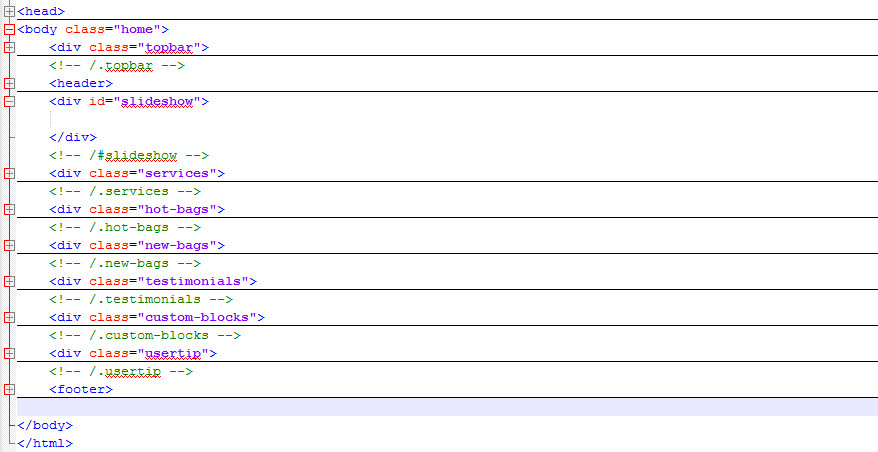 <head>
<body class="home">
<div class="topbar">
<!-- /.topbar -->
<header>
<div id="slideshow">
</div>
<!-- /#slideshow -->
<div class="services">
<!-- /.services -->
<div class="hot-bags">
<!-- /.hot-bags -->
<div class="new-bags">
<!-- /.new-bags -->
<div class="testimonials">
<!-- /.testimonials -->
<div class="custom-blocks">
<!-- /.custom-blocks -->
<div class="usertip">
<!-- /.usertip -->
<footer>
</body>
</html>